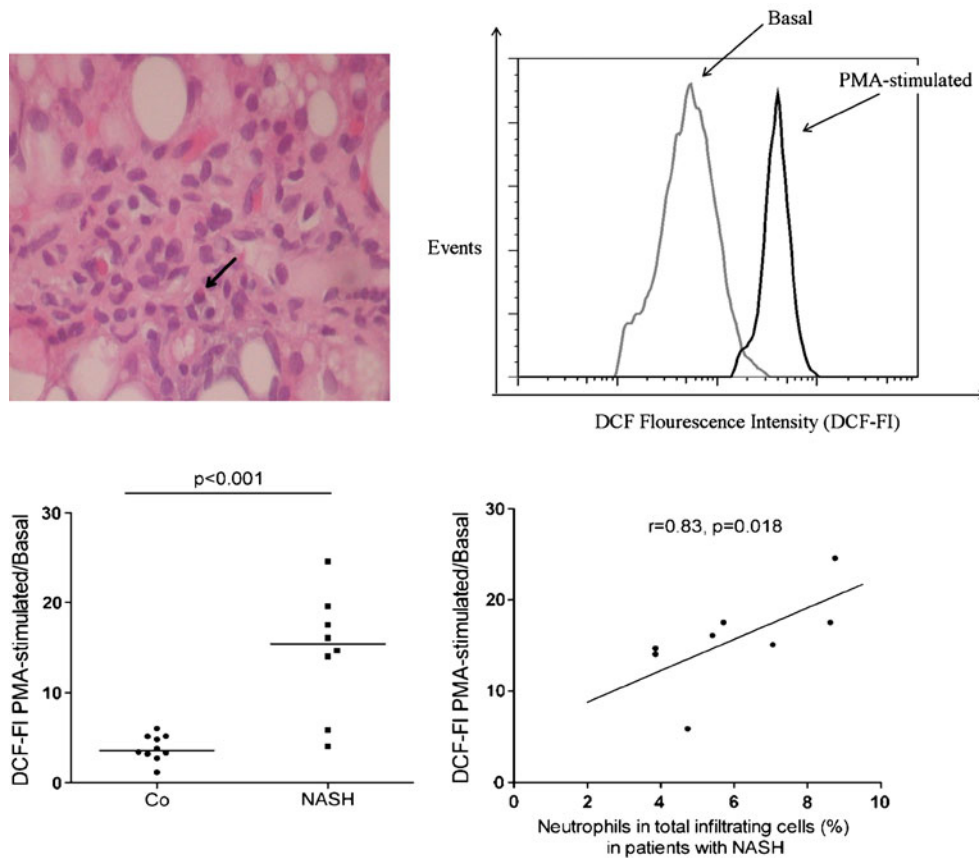 Basal
PMA-stimulated
Events
DCF Flourescence Intensity (DCF-FI)
p<0.001
DCF-FI PMA-stimulated/Basal
30
20
10
0
Co
NASH
r=0.83, p=0.018
DCF-FI PMA-stimulated/Basal
30
20
10
0
0
2
4
6
8
10
Neutrophils in total infiltrating cells (%)
in patients with NASH